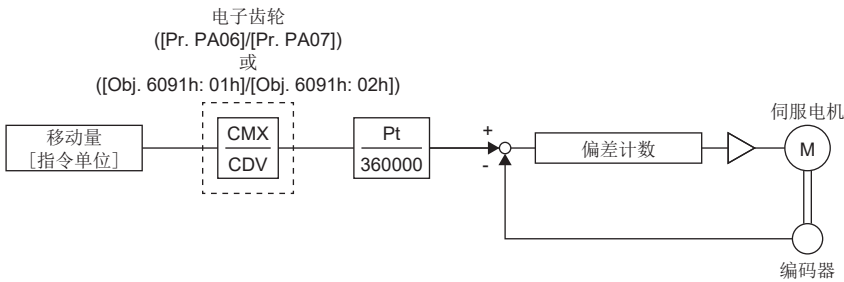 电子齿轮
([Pr. PA06]/[Pr. PA07])
或
([Obj. 6091h: 01h]/[Obj. 6091h: 02h])
移动量
[指令单位]
CMX
CDV
Pt
360000
+
-
偏差计数
伺服电机
M
编码器